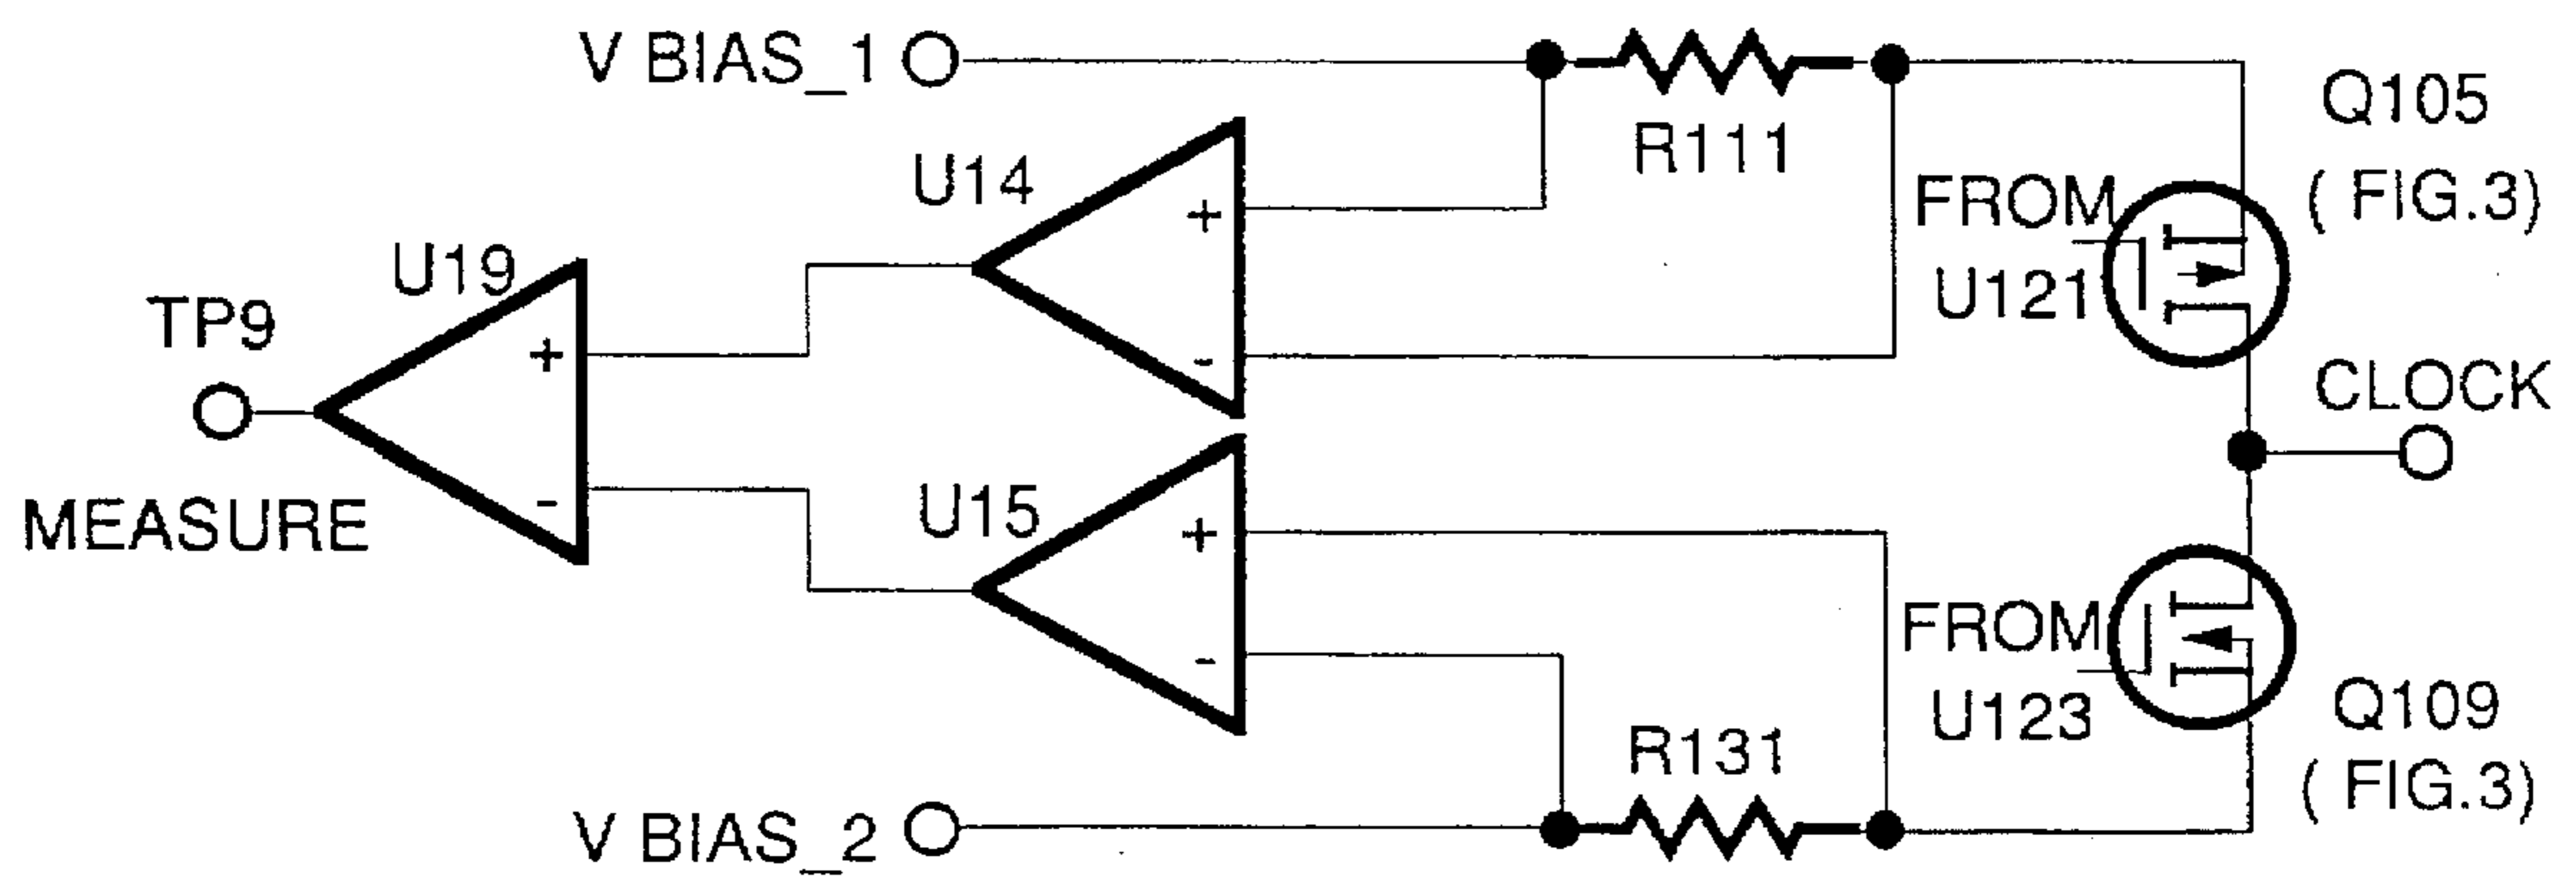 V BIAS_1
R111
Q105
( FIG.3)
U14
+
-
FROM
U121
U19
+
-
TP9
MEASURE
CLOCK
U15
+
-
FROM
U123
Q109
( FIG.3)
R131
V BIAS_2